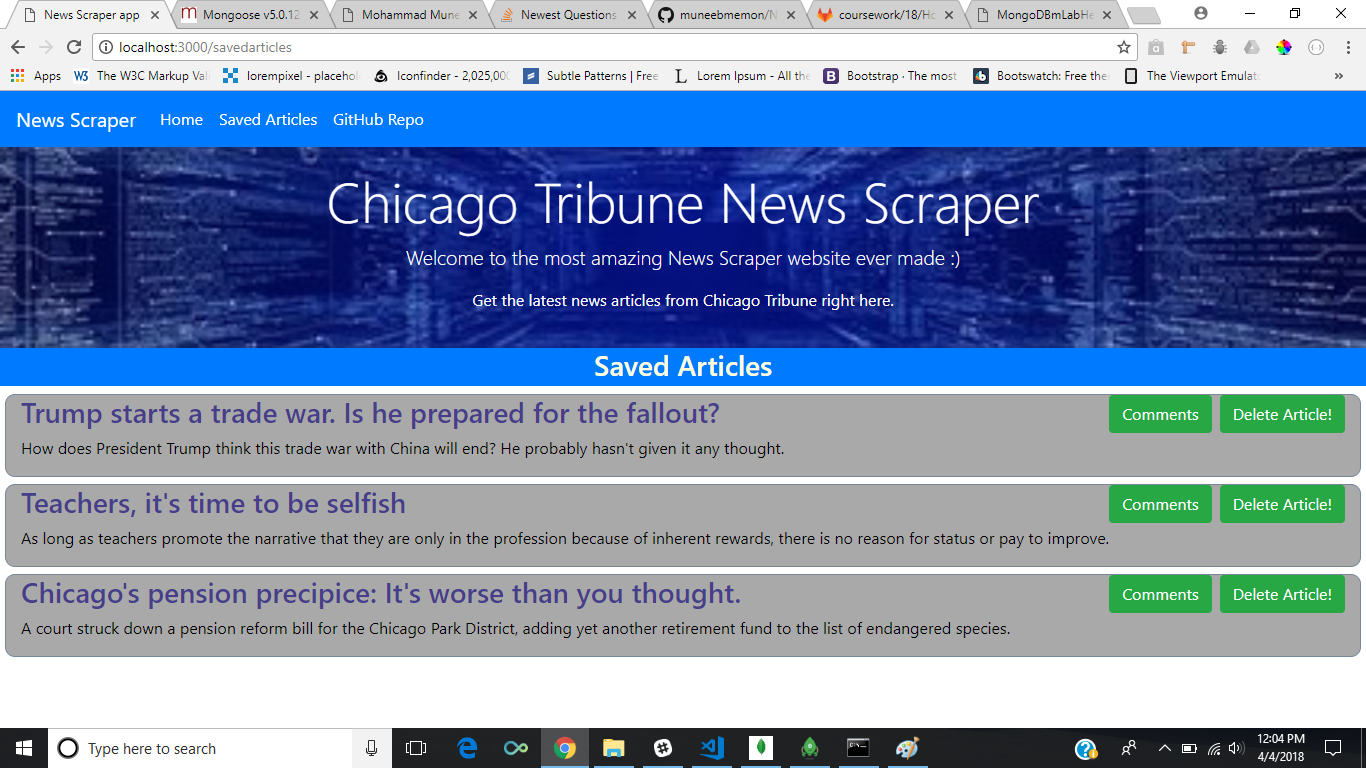 News Scraper app
Mongoose v5.0.12
Mohammad Mune
Newest Questions
muneebmemon/N
coursework/18/Ho
MongoDBmLabHe
localhost:3000/savedarticles
Apps
The W3C Markup Vali
lorempixel - placehol
Iconfinder - 2,025,000
Subtle Patterns | Free
Lorem Ipsum - All the
Bootstrap · The most
Bootswatch: Free the
The Viewport Emulato
News Scraper
Home
Saved Articles
GitHub Repo
Chicago Tribune News Scraper
Welcome to the most amazing News Scraper website ever made :)
Get the latest news articles from Chicago Tribune right here.
Saved Articles
Trump starts a trade war. Is he prepared for the fallout?
Comments
Delete Article!
How does President Trump think this trade war with China will end? He probably hasn't given it any thought.
Teachers, it's time to be selfish
Comments
Delete Article!
As long as teachers promote the narrative that they are only in the profession because of inherent rewards, there is no reason for status or pay to improve.
Chicago's pension precipice: It's worse than you thought.
Comments
Delete Article!
A court struck down a pension reform bill for the Chicago Park District, adding yet another retirement fund to the list of endangered species.
Type here to search
12:04 PM
4/4/2018